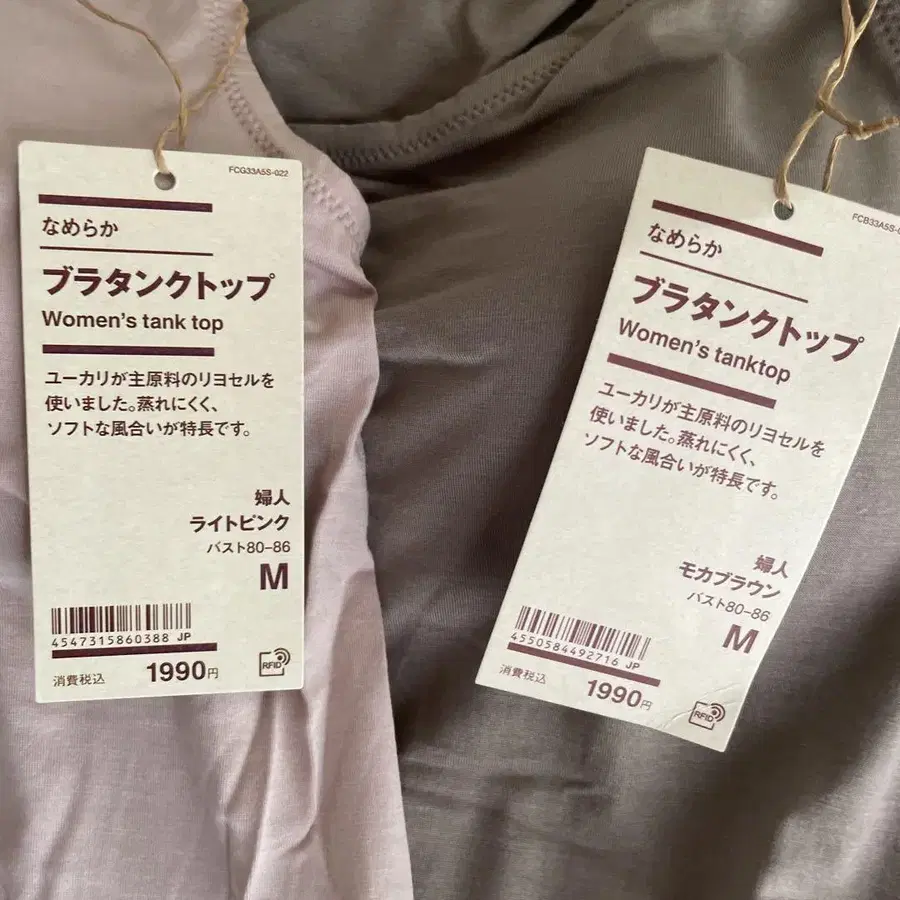 FCG33A5S-022
なめらか
ブラタンクトップ
Women's tank top
ユーカリが主原料のリヨセルを
使いました。蒸れにくく、
ソフトな風合いが特長です。
婦人
ライトピンク
バスト80-86
M
4547315860388 JP
消費税込 1990円
RFID
FCB33A5S-0
なめらか
ブラタンクトップ
Women's tanktop
ユーカリが主原料のリヨセルを
使いました。蒸れにくく、
ソフトな風合いが特長です。
婦人
モカブラウン
バスト80-86
M
4550584492716 JP
消費税込 1990円
RFID